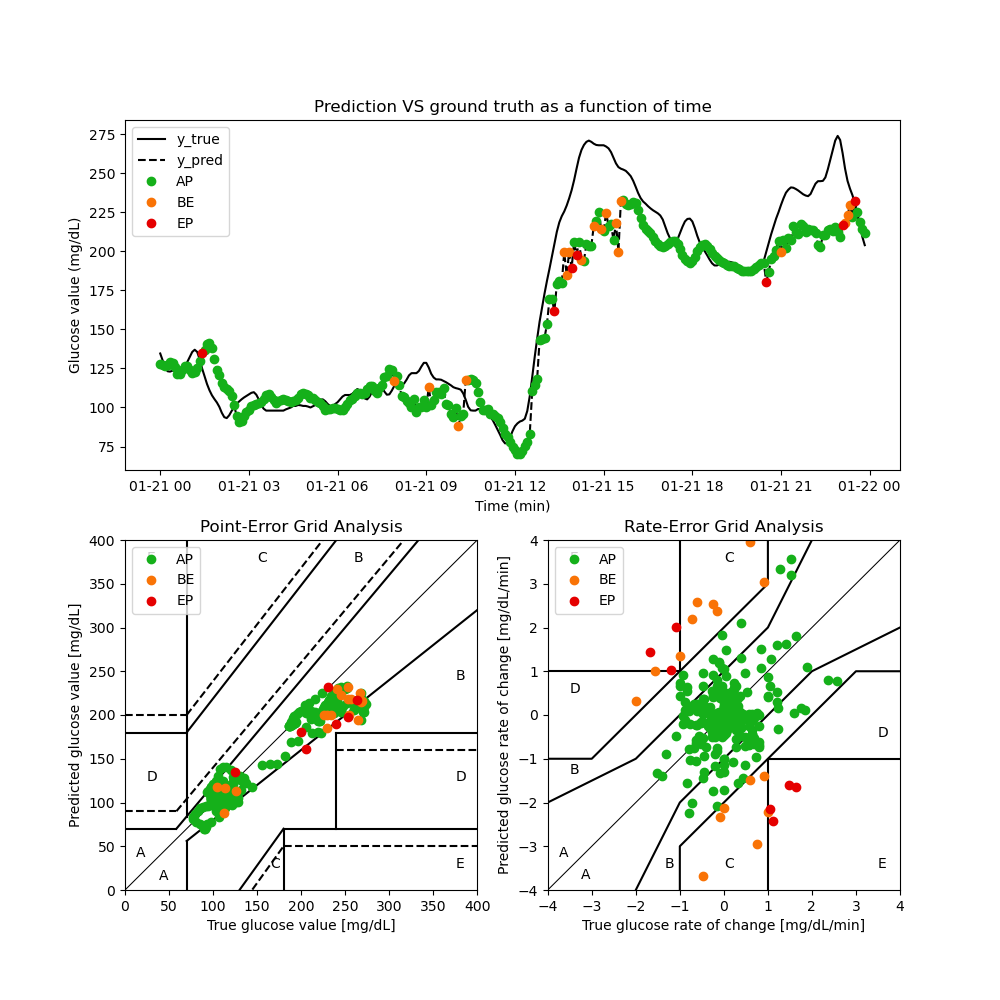 Prediction VS ground truth as a function of time
Glucose value (mg/dL)
275
250
225
200
175
150
125
100
75
y_true
y_pred
AP
BE
EP
01-21 00 01-21 03 01-21 06 01-21 09 01-21 12 01-21 15 01-21 18 01-21 21 01-22 00
Time (min)
Point-Error Grid Analysis
Predicted glucose value [mg/dL]
400
350
300
250
200
150
100
50
0
AP
BE
EP
C
B
B
D
D
A
A
C
E
0 50 100 150 200 250 300 350 400
True glucose value [mg/dL]
Rate-Error Grid Analysis
Predicted glucose rate of change [mg/dL/min]
4
3
2
1
0
−1
−2
−3
−4
AP
BE
EP
C
D
D
B
A
A
B
C
E
−4 −3 −2 −1 0 1 2 3 4
True glucose rate of change [mg/dL/min]